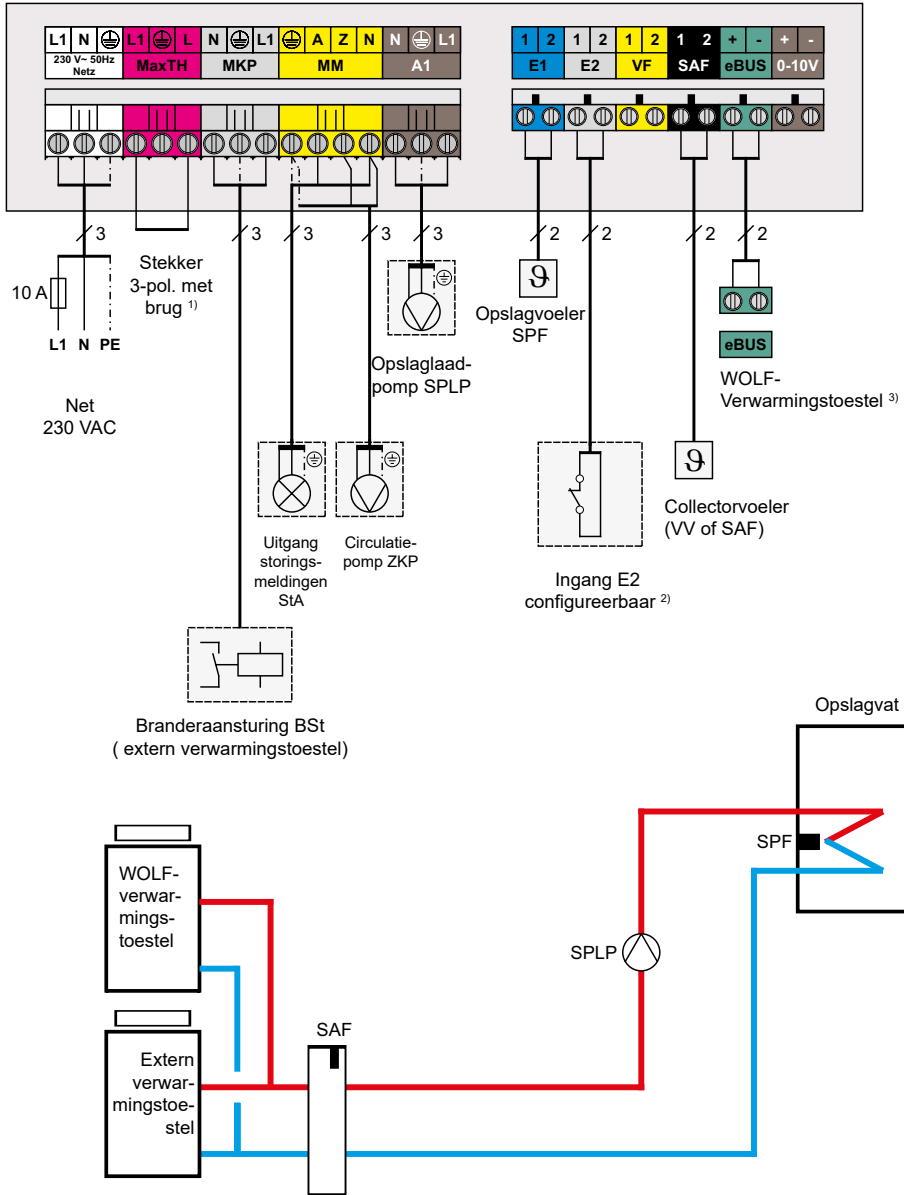 L1 N L1 L N L1 A Z N N L1
230 V~ 50Hz
Netz
MaxTH MKP MM A1
1 2 1 2 1 2 1 2 + - + -
E1 E2 VF SAF eBUS 0-10V
3 3 3 3 3 2 2 2 2
10 A
L1 N PE
Net
230 VAC
Stekker
3-pol. met
brug 1)
Opslaglaad-
pomp SPLP
ϑ
Opslagvoeler
SPF
eBUS
WOLF-
Verwarmingstoestel 3)
Uitgang
storings-
meldingen
StA
Circulatie-
pomp ZKP
ϑ
Collectorvoeler
(VV of SAF)
Ingang E2
configureerbaar 2)
Branderaansturing BSt
( extern verwarmingstoestel)
Opslagvat
SPF
WOLF-
verwar-
mings-
toestel
SPLP
SAF
Extern
verwar-
mingstoe-
stel